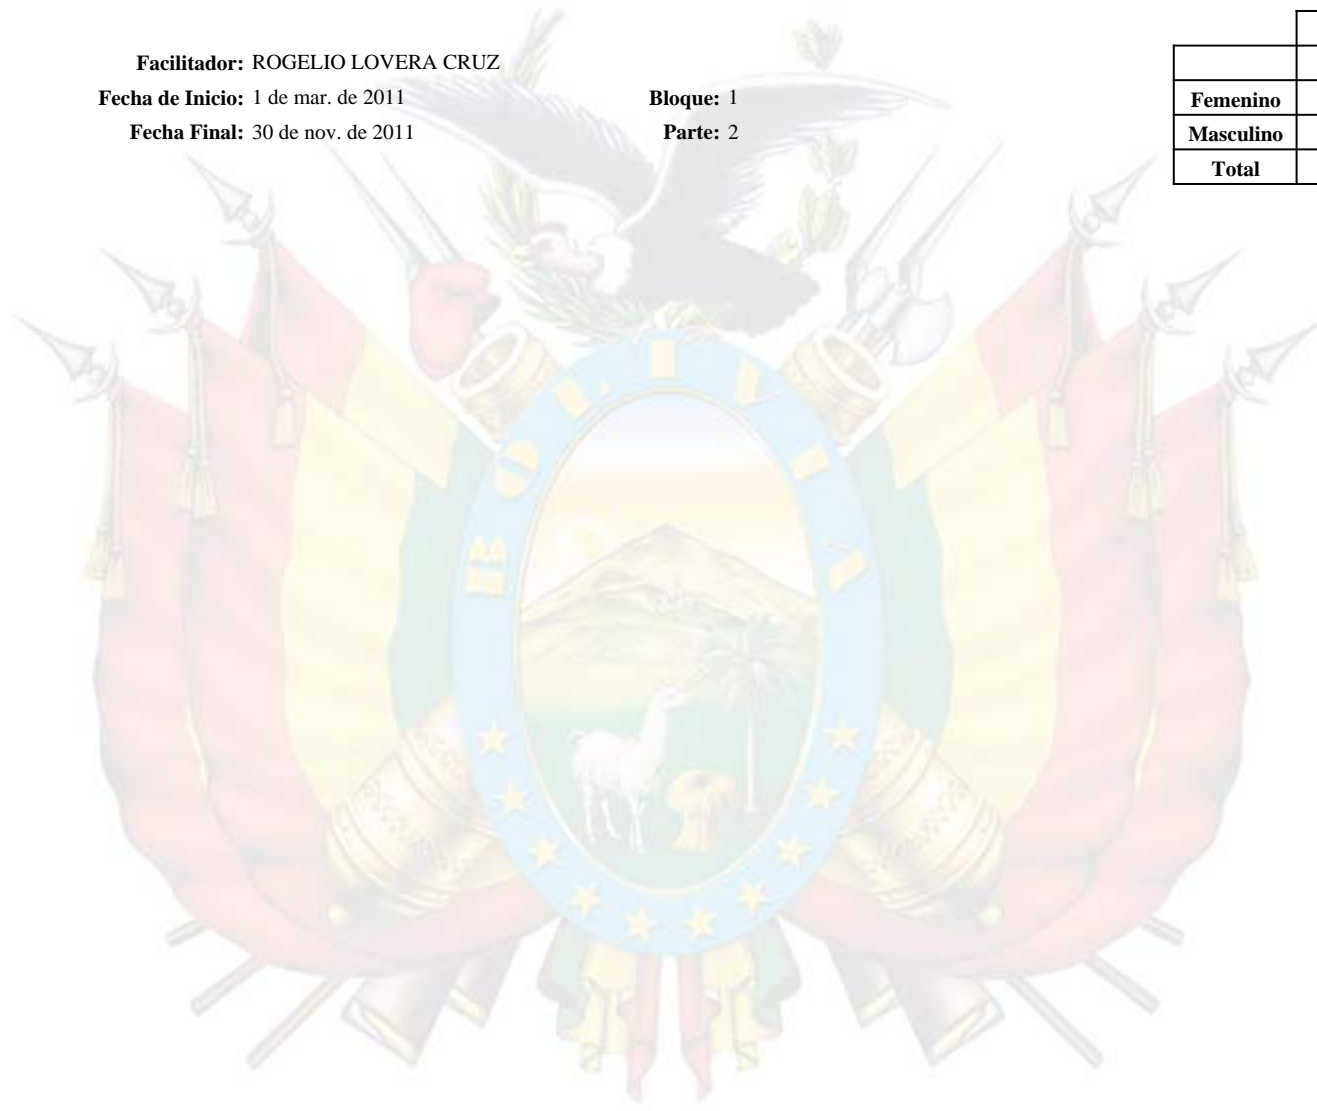 Facilitador: ROGELIO LOVERA CRUZ
Fecha de Inicio: 1 de mar. de 2011 Bloque: 1
Fecha Final: 30 de nov. de 2011 Parte: 2
Femenino
Masculino
Total
BOLIVIA